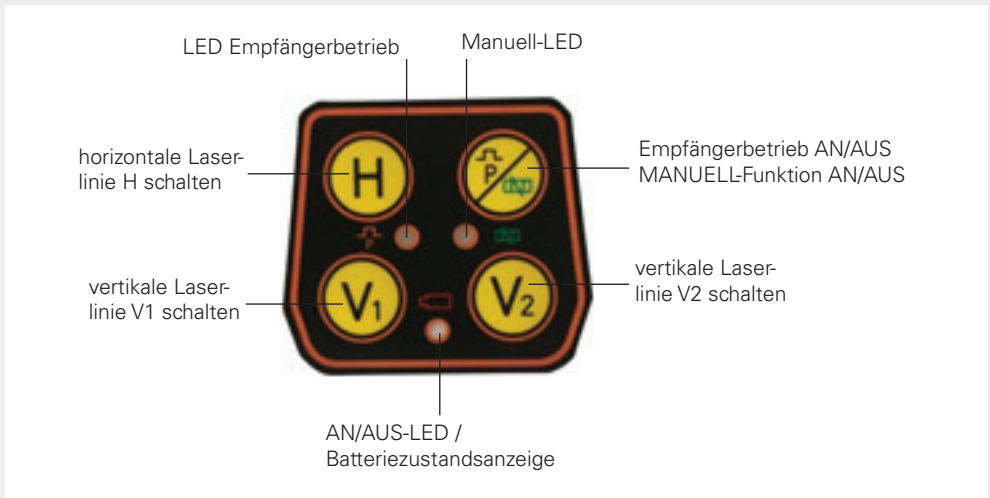 LED Empfängerbetrieb
Manuell-LED
horizontale Laser-
linie H schalten
Empfängerbetrieb AN/AUS
MANUELL-Funktion AN/AUS
H
P
P
vertikale Laser-
linie V1 schalten
vertikale Laser-
linie V2 schalten
V1
V2
AN/AUS-LED /
Batteriezustandsanzeige